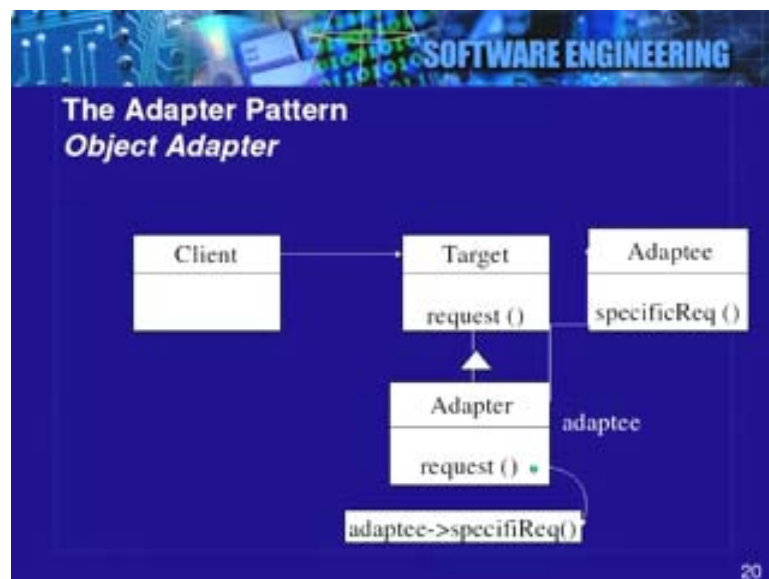 SOFTWARE ENGINEERING
The Adapter Pattern
Object Adapter
Client
Target
request ()
Adaptee
specificReq ()
Adapter
request ()
adaptee
adaptee->specifiReq()
20